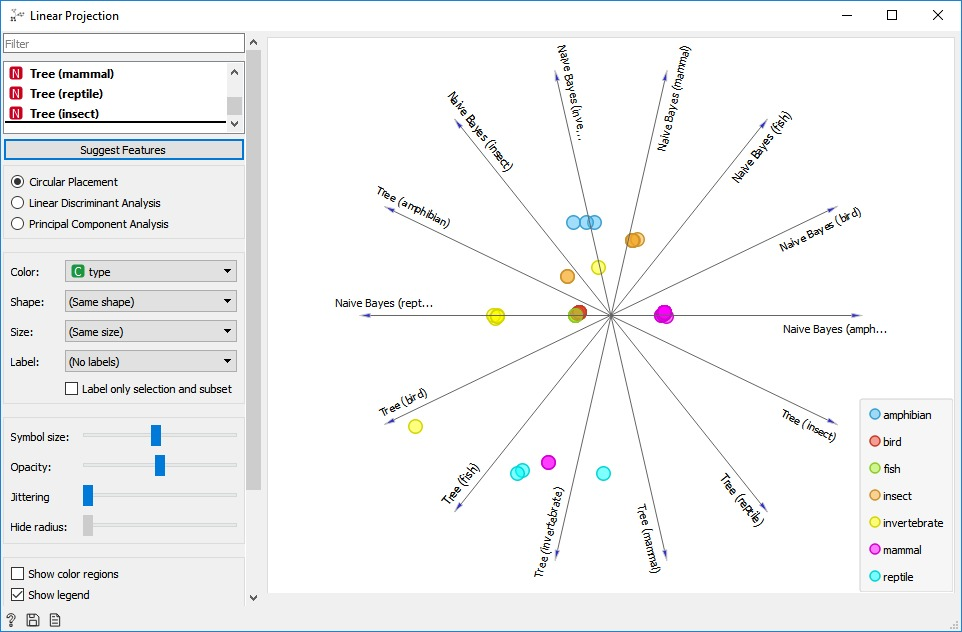 Linear Projection
Filter
N Tree (mammal)
N Tree (reptile)
N Tree (insect)
Suggest Features
Circular Placement
Linear Discriminant Analysis
Principal Component Analysis
Color: C type
Shape: (Same shape)
Size: (Same size)
Label: (No labels)
Label only selection and subset
Symbol size:
Opacity:
Jittering
Hide radius:
Show color regions
Show legend
?
Naive Bayes (inve...
Naive Bayes (mammal)
Naive Bayes (insect)
Naive Bayes (fish)
Tree (amphibian)
Naive Bayes (bird)
Naive Bayes (rept...
Naive Bayes (amph...
Tree (bird)
Tree (insect)
Tree (fish)
Tree (reptile)
Tree (invertebrate)
Tree (mammal)
amphibian
bird
fish
insect
invertebrate
mammal
reptile